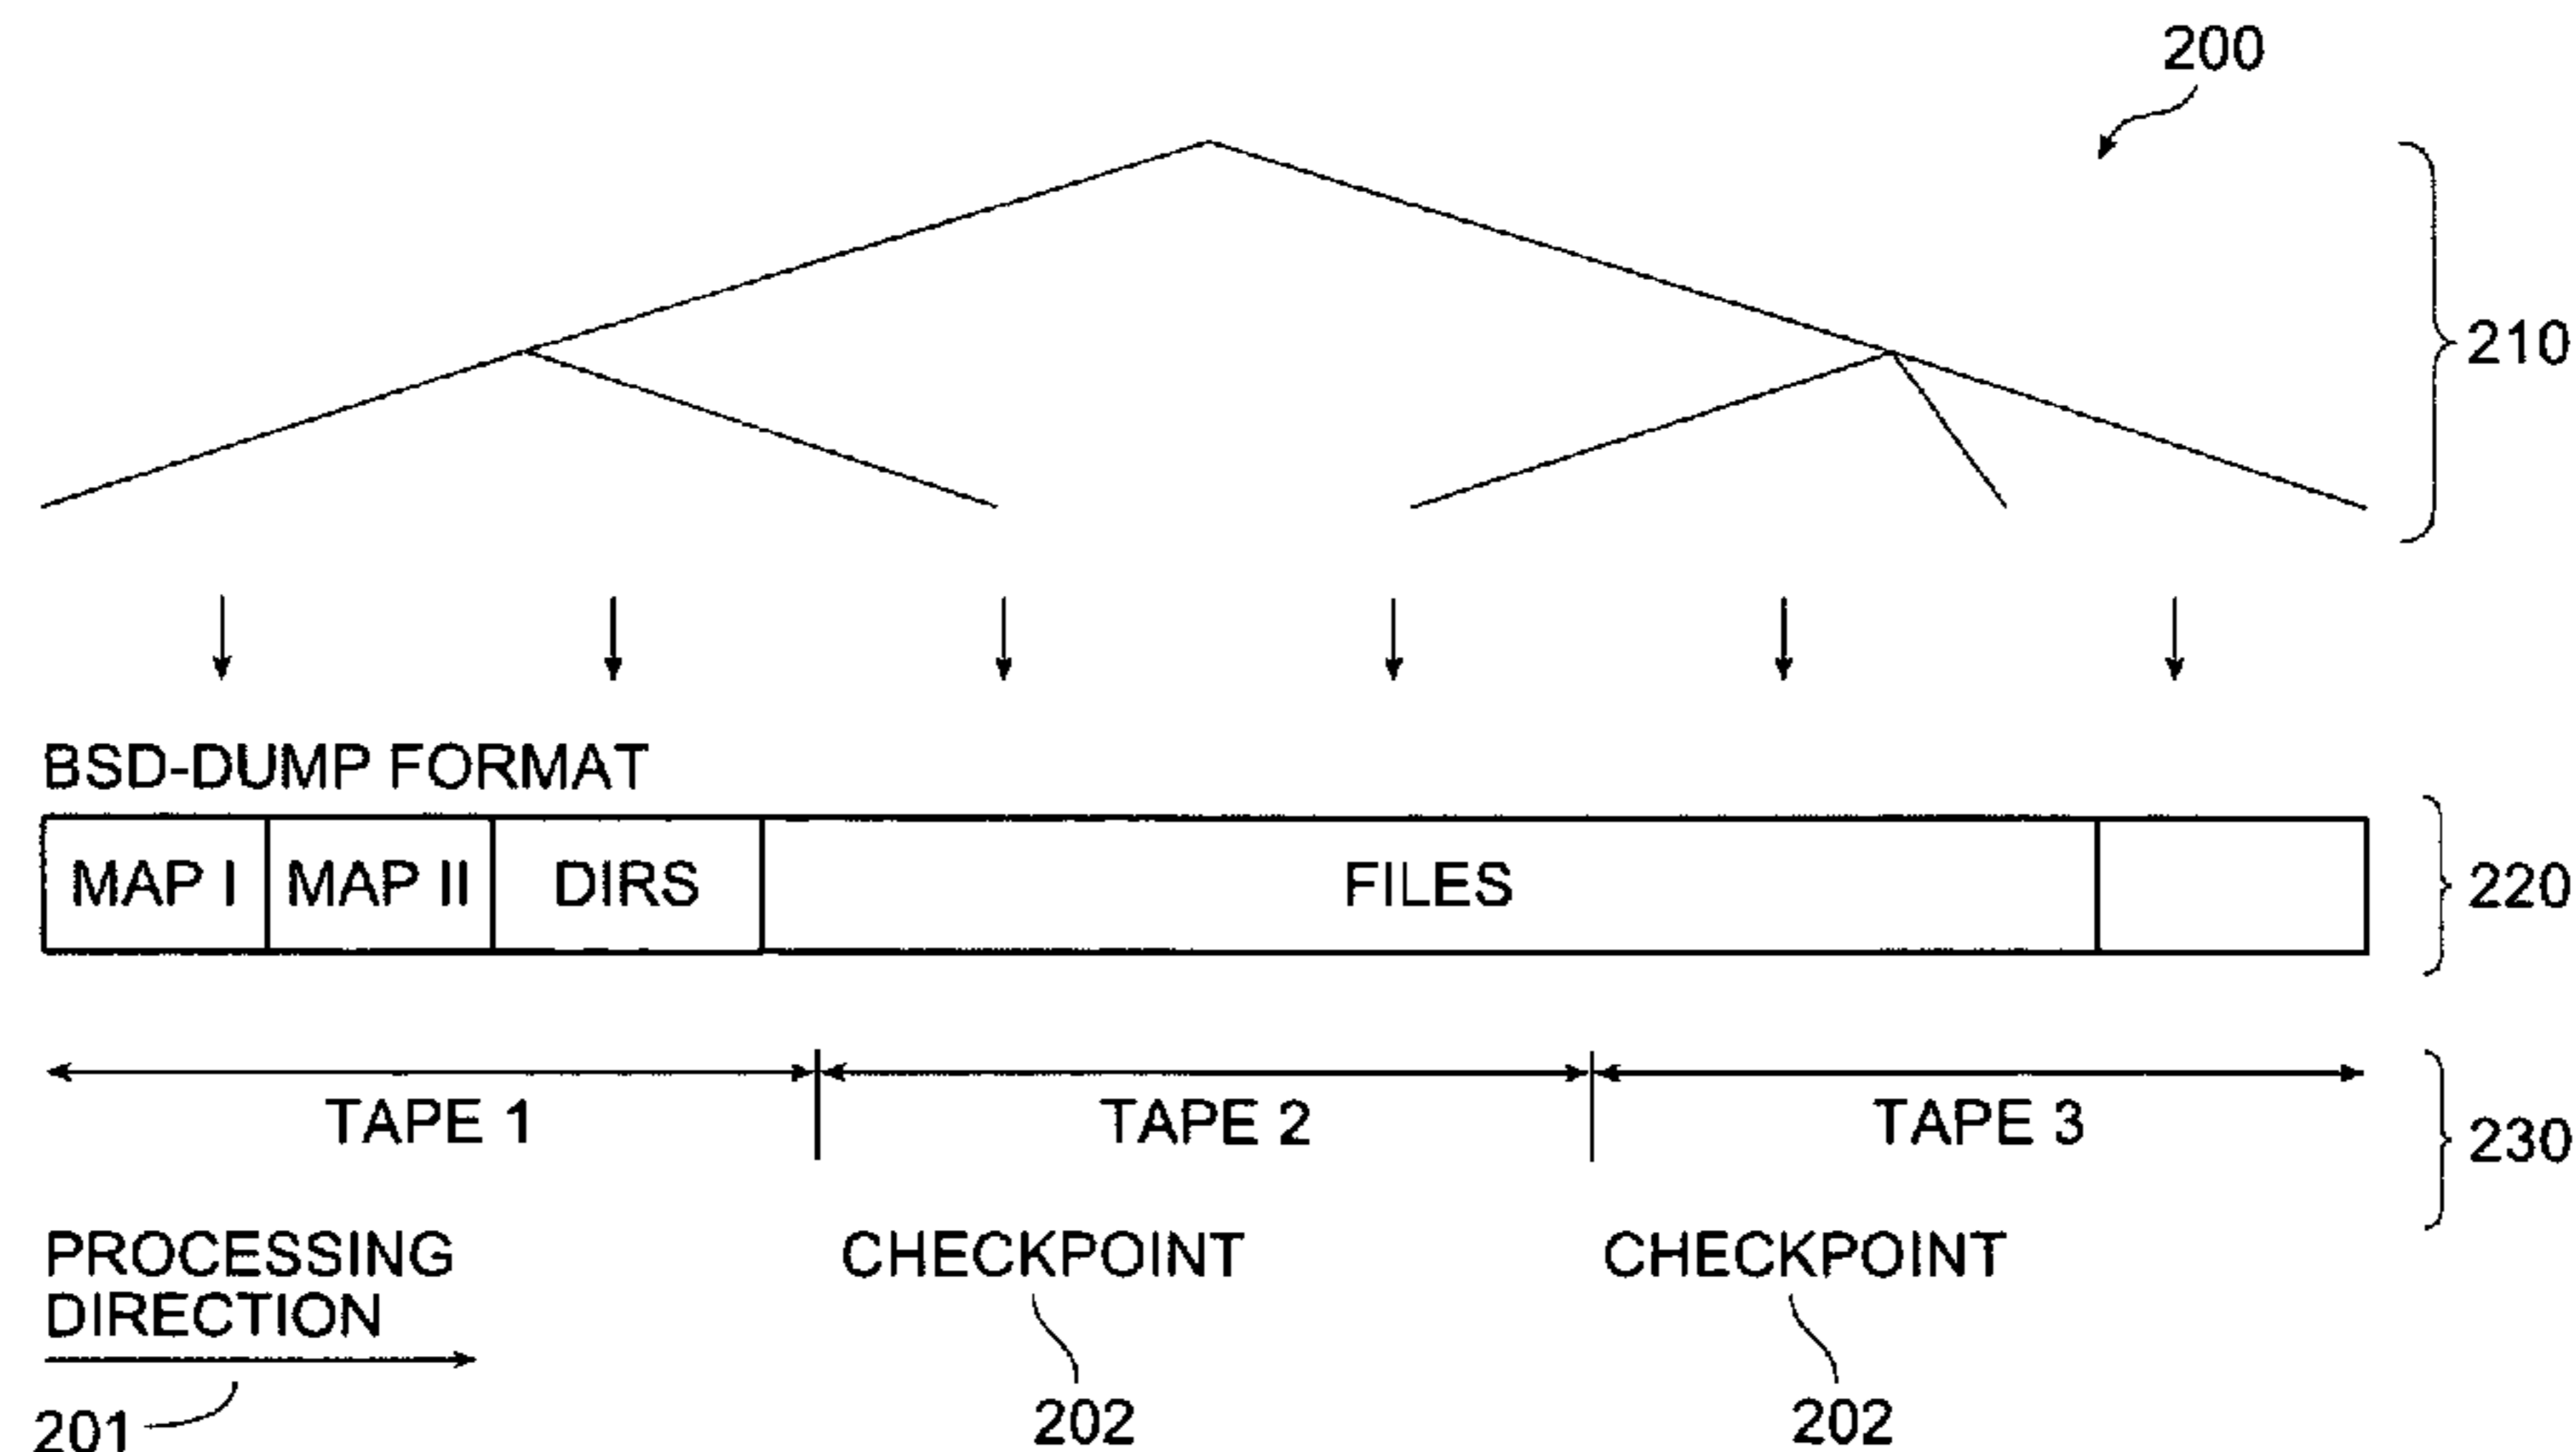 200
210
BSD-DUMP FORMAT
MAP I MAP II DIRS FILES
220
TAPE 1 TAPE 2 TAPE 3
230
PROCESSING DIRECTION
CHECKPOINT CHECKPOINT
201 202 202